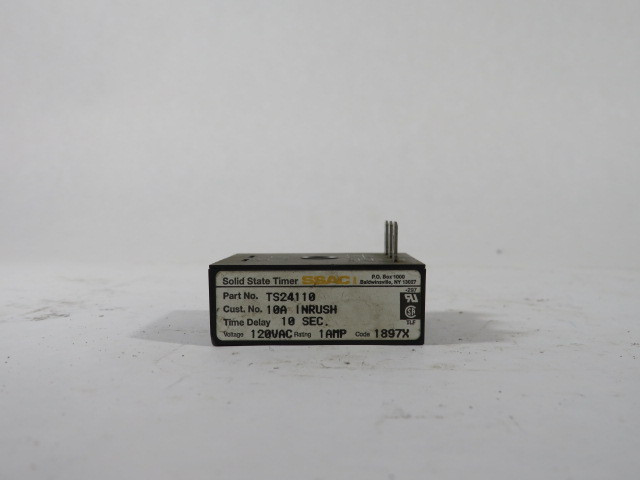 Solid State Timer SSAC P.O. Box 1000
Baldwinsville, NY 13027
Part No. TS24110
Cust. No. 10A INRUSH
Time Delay 10 SEC.
Voltage 120VAC Rating 1AMP Code 1897X